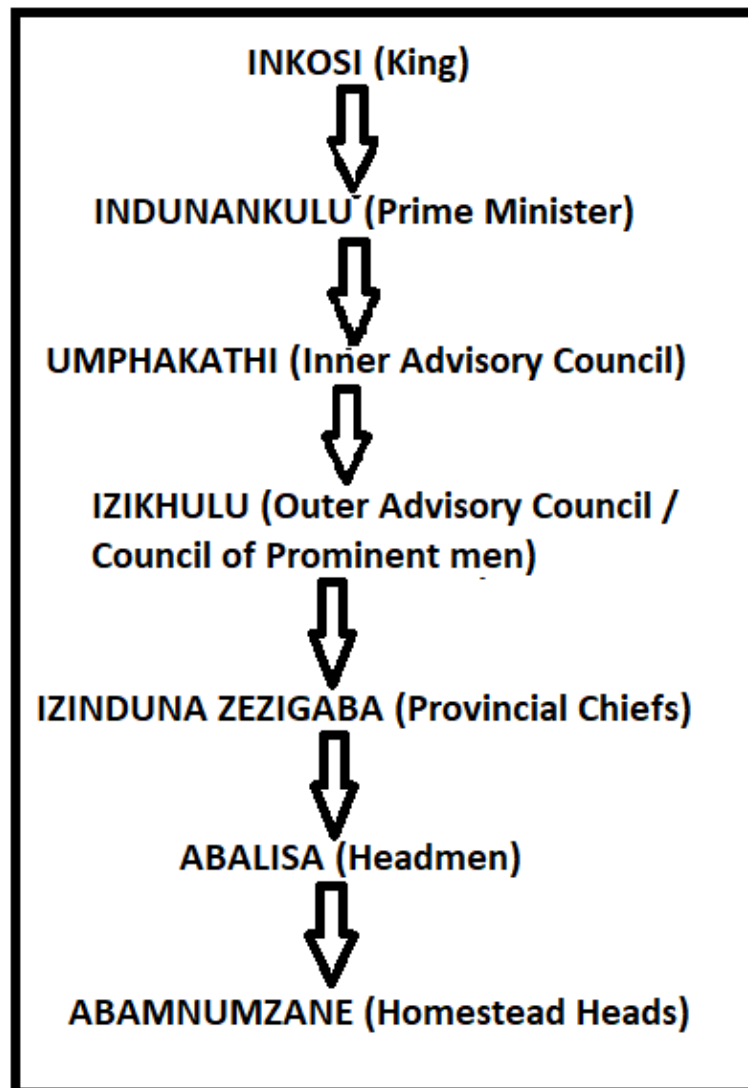 INKOSI (King)
INDUNANKULU (Prime Minister)
UMPHAKATHI (Inner Advisory Council)
IZIKHULU (Outer Advisory Council /
Council of Prominent men)
IZINDUNA ZEZIGABA (Provincial Chiefs)
ABALISA (Headmen)
ABAMNUMZANE (Homestead Heads)